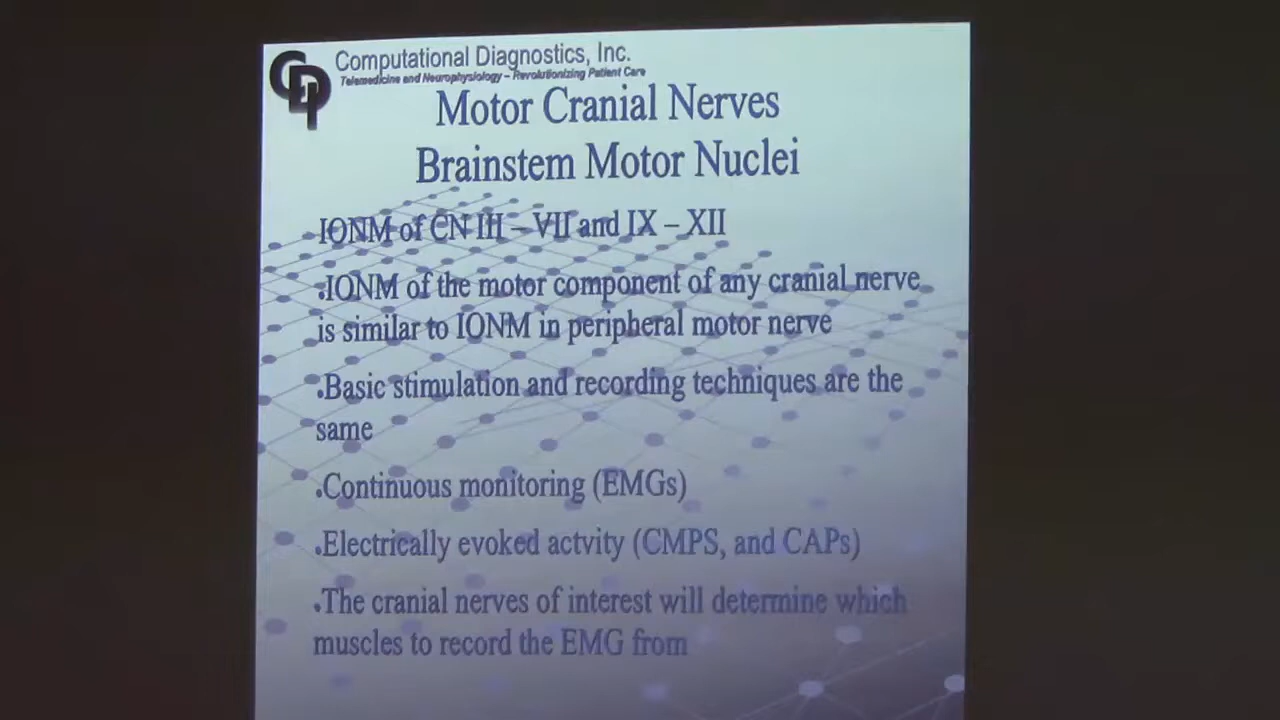 CDI
Computational Diagnostics, Inc.
Telemedicine and Neurophysiology – Revolutionizing Patient Care
Motor Cranial Nerves
Brainstem Motor Nuclei
IONM of CN III – VII and IX – XII
•IONM of the motor component of any cranial nerve
is similar to IONM in peripheral motor nerve
•Basic stimulation and recording techniques are the
same
•Continuous monitoring (EMGs)
•Electrically evoked actvity (CMPS, and CAPs)
•The cranial nerves of interest will determine which
muscles to record the EMG from